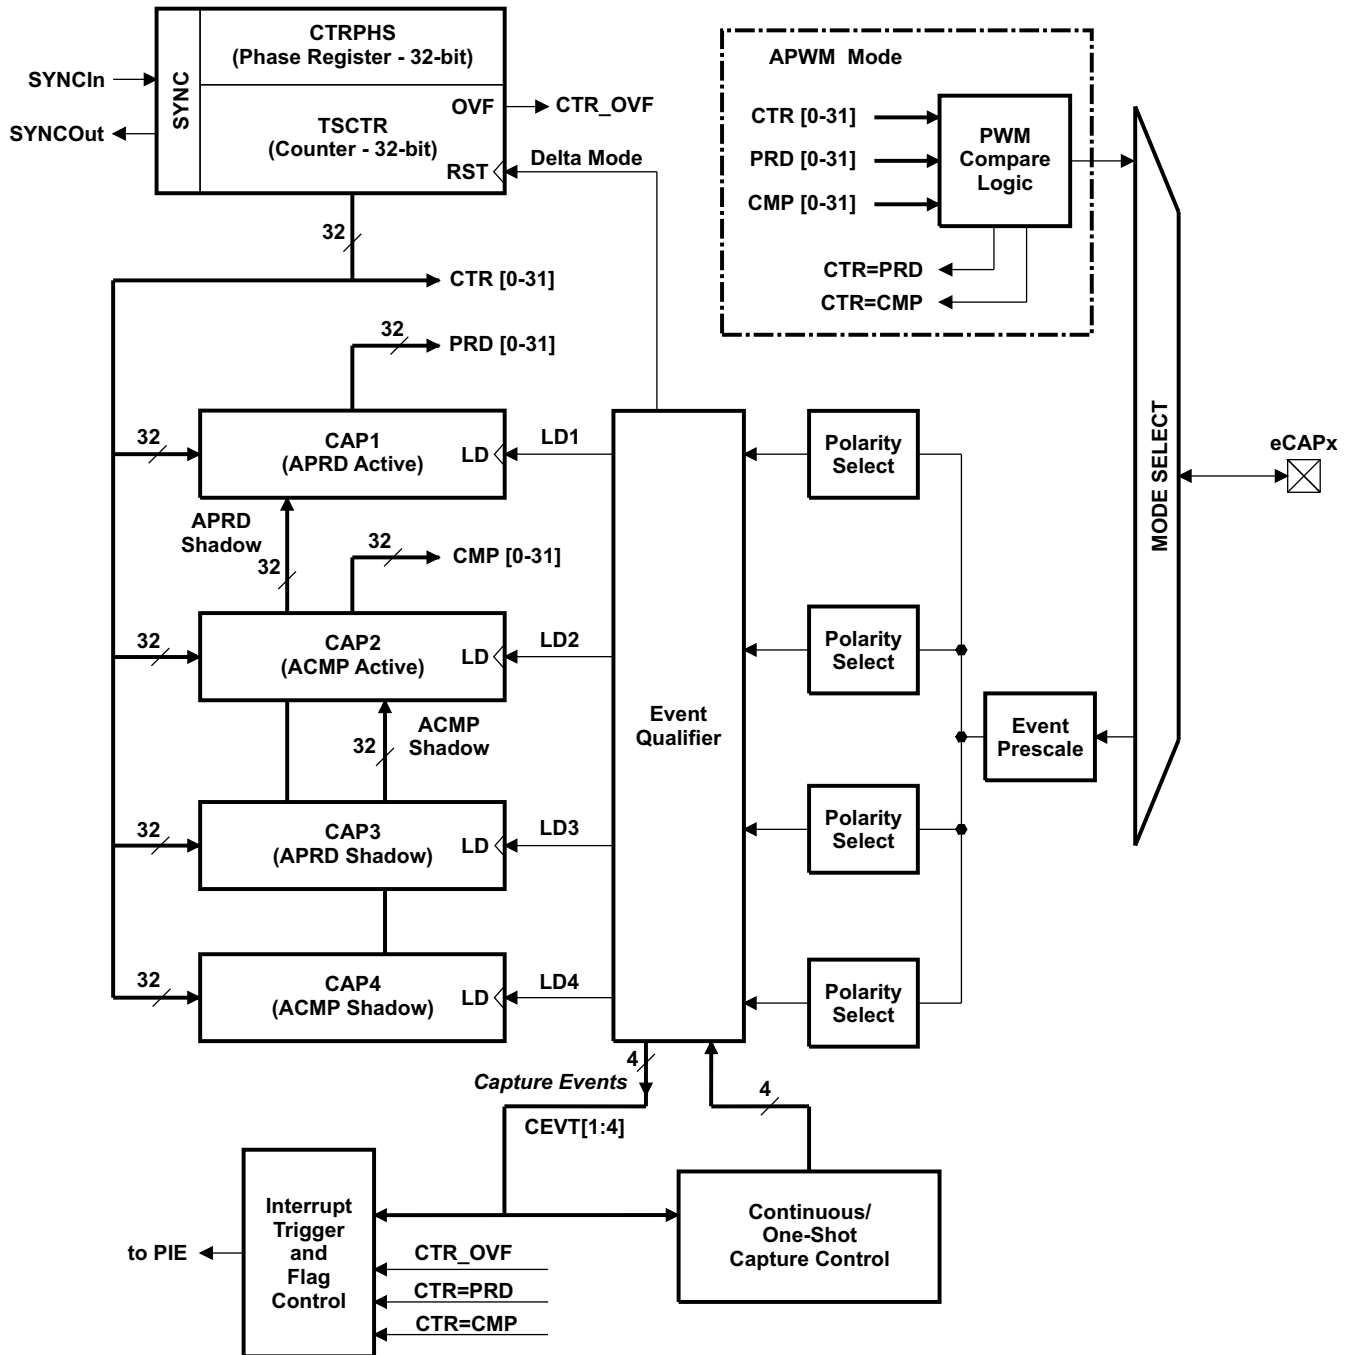 CTRPHS
(Phase Register - 32-bit)
SYNC
SYNCIn
SYNCOut
OVF
CTR_OVF
TSCTR
(Counter - 32-bit)
RST
Delta Mode
32
CTR [0-31]
32
PRD [0-31]
APWM Mode
CTR [0-31]
PRD [0-31]
CMP [0-31]
PWM
Compare
Logic
CTR=PRD
CTR=CMP
MODE SELECT
eCAPx
32
CAP1
(APRD Active)
LD
LD1
Polarity
Select
APRD
Shadow
32
32
CMP [0-31]
32
CAP2
(ACMP Active)
LD
LD2
Polarity
Select
ACMP
Shadow
32
Event
Qualifier
Event
Prescale
32
CAP3
(APRD Shadow)
LD
LD3
Polarity
Select
32
CAP4
(ACMP Shadow)
LD
LD4
Polarity
Select
4
Capture Events
CEVT[1:4]
4
Interrupt
Trigger
and
Flag
Control
to PIE
CTR_OVF
CTR=PRD
CTR=CMP
Continuous/
One-Shot
Capture Control